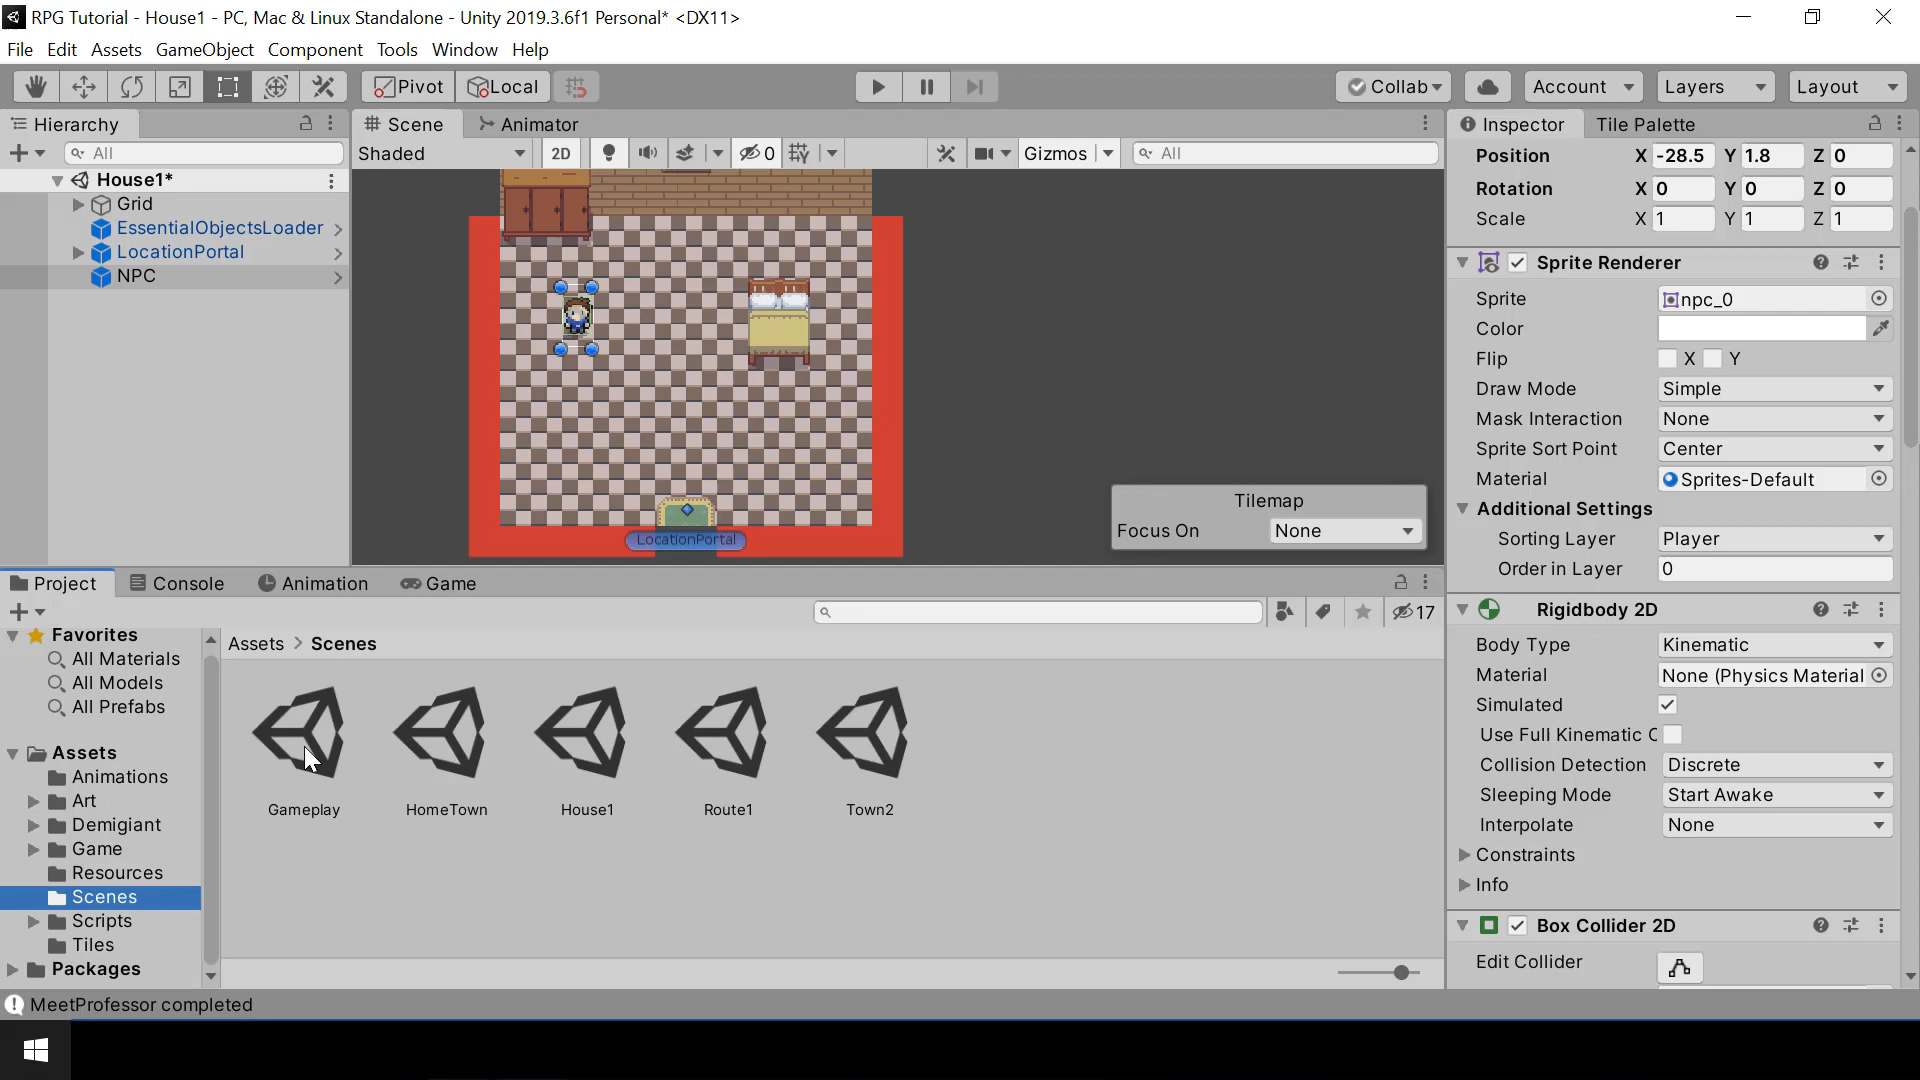 RPG Tutorial - House1 - PC, Mac & Linux Standalone - Unity 2019.3.6f1 Personal* <DX11>
File Edit Assets GameObject Component Tools Window Help
Pivot Local Collab Account Layers Layout
Hierarchy
All
House1*
Grid
EssentialObjectsLoader
LocationPortal
NPC
Scene Animator
Shaded 2D 0 Gizmos All
LocationPortal
Tilemap
Focus On None
Inspector Tile Palette
Position X -28.5 Y 1.8 Z 0
Rotation X 0 Y 0 Z 0
Scale X 1 Y 1 Z 1
Sprite Renderer
Sprite npc_0
Color
Flip X Y
Draw Mode Simple
Mask Interaction None
Sprite Sort Point Center
Material Sprites-Default
Additional Settings
Sorting Layer Player
Order in Layer 0
Rigidbody 2D
Body Type Kinematic
Material None (Physics Material
Simulated
Use Full Kinematic C
Collision Detection Discrete
Sleeping Mode Start Awake
Interpolate None
Constraints
Info
Box Collider 2D
Edit Collider
Project Console Animation Game
17
Favorites
All Materials
All Models
All Prefabs
Assets
Animations
Art
Demigiant
Game
Resources
Scenes
Scripts
Tiles
Packages
Assets > Scenes
Gameplay HomeTown House1 Route1 Town2
MeetProfessor completed